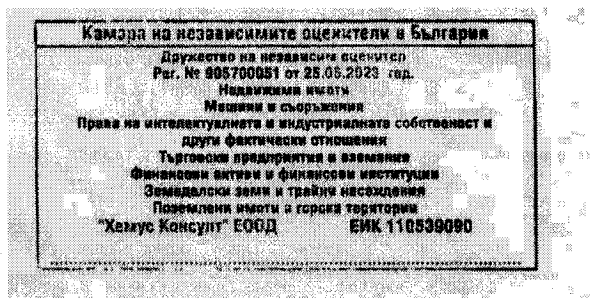 Камара на независимите оценители в България
Дружество на независим оценител
Рег. № 905700051 от 25.08.2023 год.
Недвижими имоти
Машини и съоръжения
Права на интелектуалната и индустриалната собственост и
други фактически отношения
Търговски предприятия и вземания
Финансови активи и финансови институции
Земеделски земи и трайни насаждения
Поземлени имоти в горски територии
"Хемус Консулт" ЕООД ЕИК 110539090